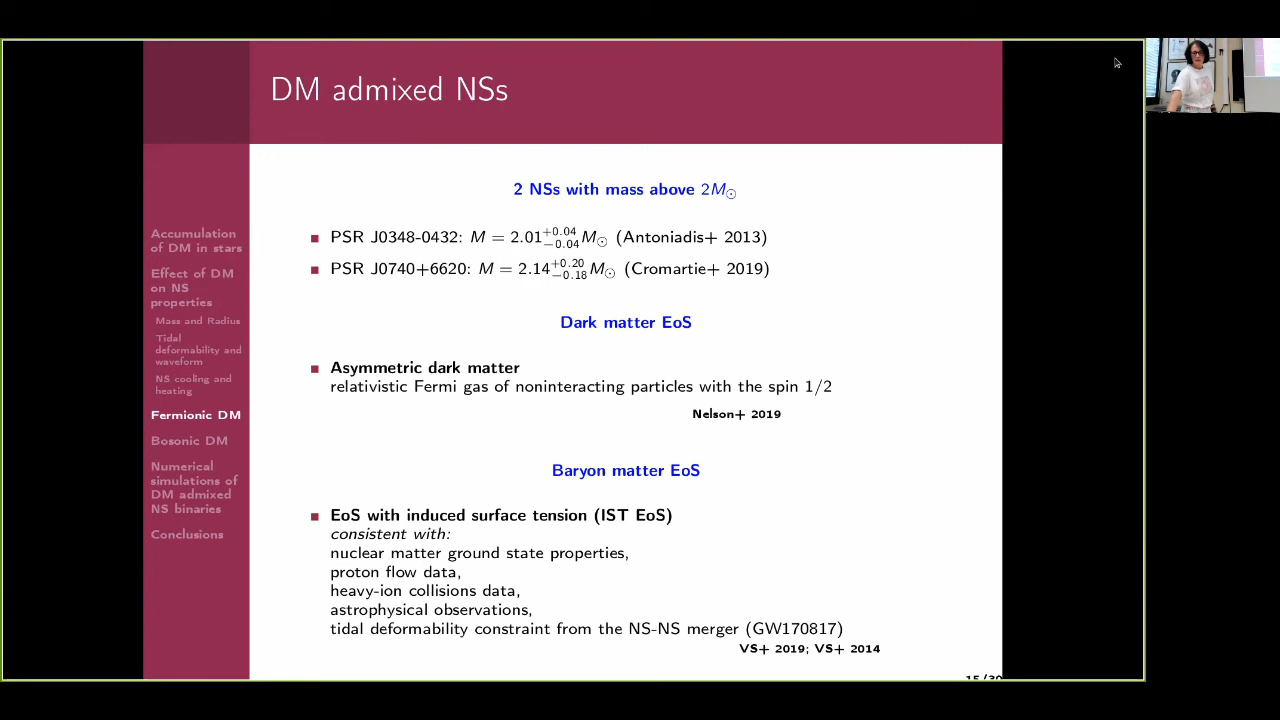 DM admixed NSs
2 NSs with mass above 2M☉
PSR J0348-0432: M = 2.01+0.04−0.04 M☉ (Antoniadis+ 2013)
PSR J0740+6620: M = 2.14+0.20−0.18 M☉ (Cromartie+ 2019)
Dark matter EoS
Asymmetric dark matter
relativistic Fermi gas of noninteracting particles with the spin 1/2
Nelson+ 2019
Baryon matter EoS
EoS with induced surface tension (IST EoS)
consistent with:
nuclear matter ground state properties,
proton flow data,
heavy-ion collisions data,
astrophysical observations,
tidal deformability constraint from the NS-NS merger (GW170817)
VS+ 2019; VS+ 2014
Accumulation
of DM in stars
Effect of DM
on NS
properties
Mass and Radius
Tidal
deformability and
waveform
NS cooling and
heating
Fermionic DM
Bosonic DM
Numerical
simulations of
DM admixed
NS binaries
Conclusions